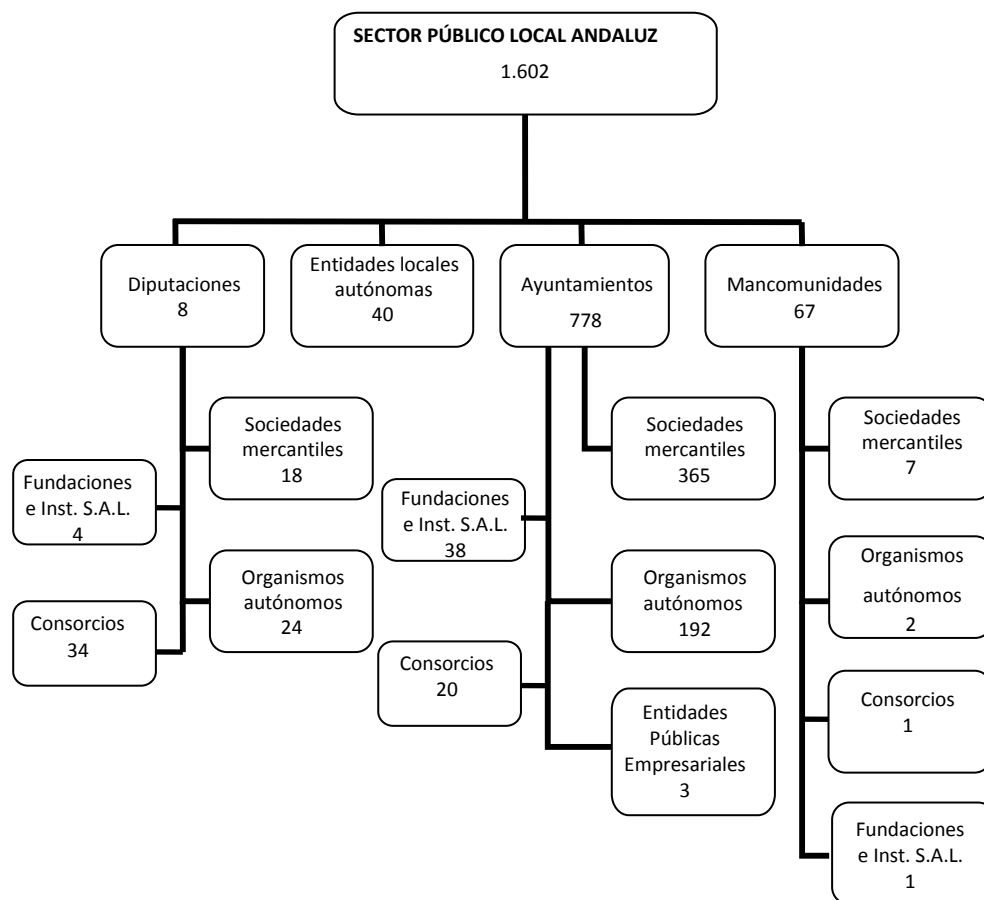 SECTOR PÚBLICO LOCAL ANDALUZ
1.602
Diputaciones
8
Entidades locales
autónomas
40
Ayuntamientos
778
Mancomunidades
67
Sociedades
mercantiles
18
Fundaciones
e Inst. S.A.L.
4
Organismos
autónomos
24
Consorcios
34
Sociedades
mercantiles
365
Fundaciones
e Inst. S.A.L.
38
Organismos
autónomos
192
Consorcios
20
Entidades
Públicas
Empresariales
3
Sociedades
mercantiles
7
Organismos
autónomos
2
Consorcios
1
Fundaciones
e Inst. S.A.L.
1